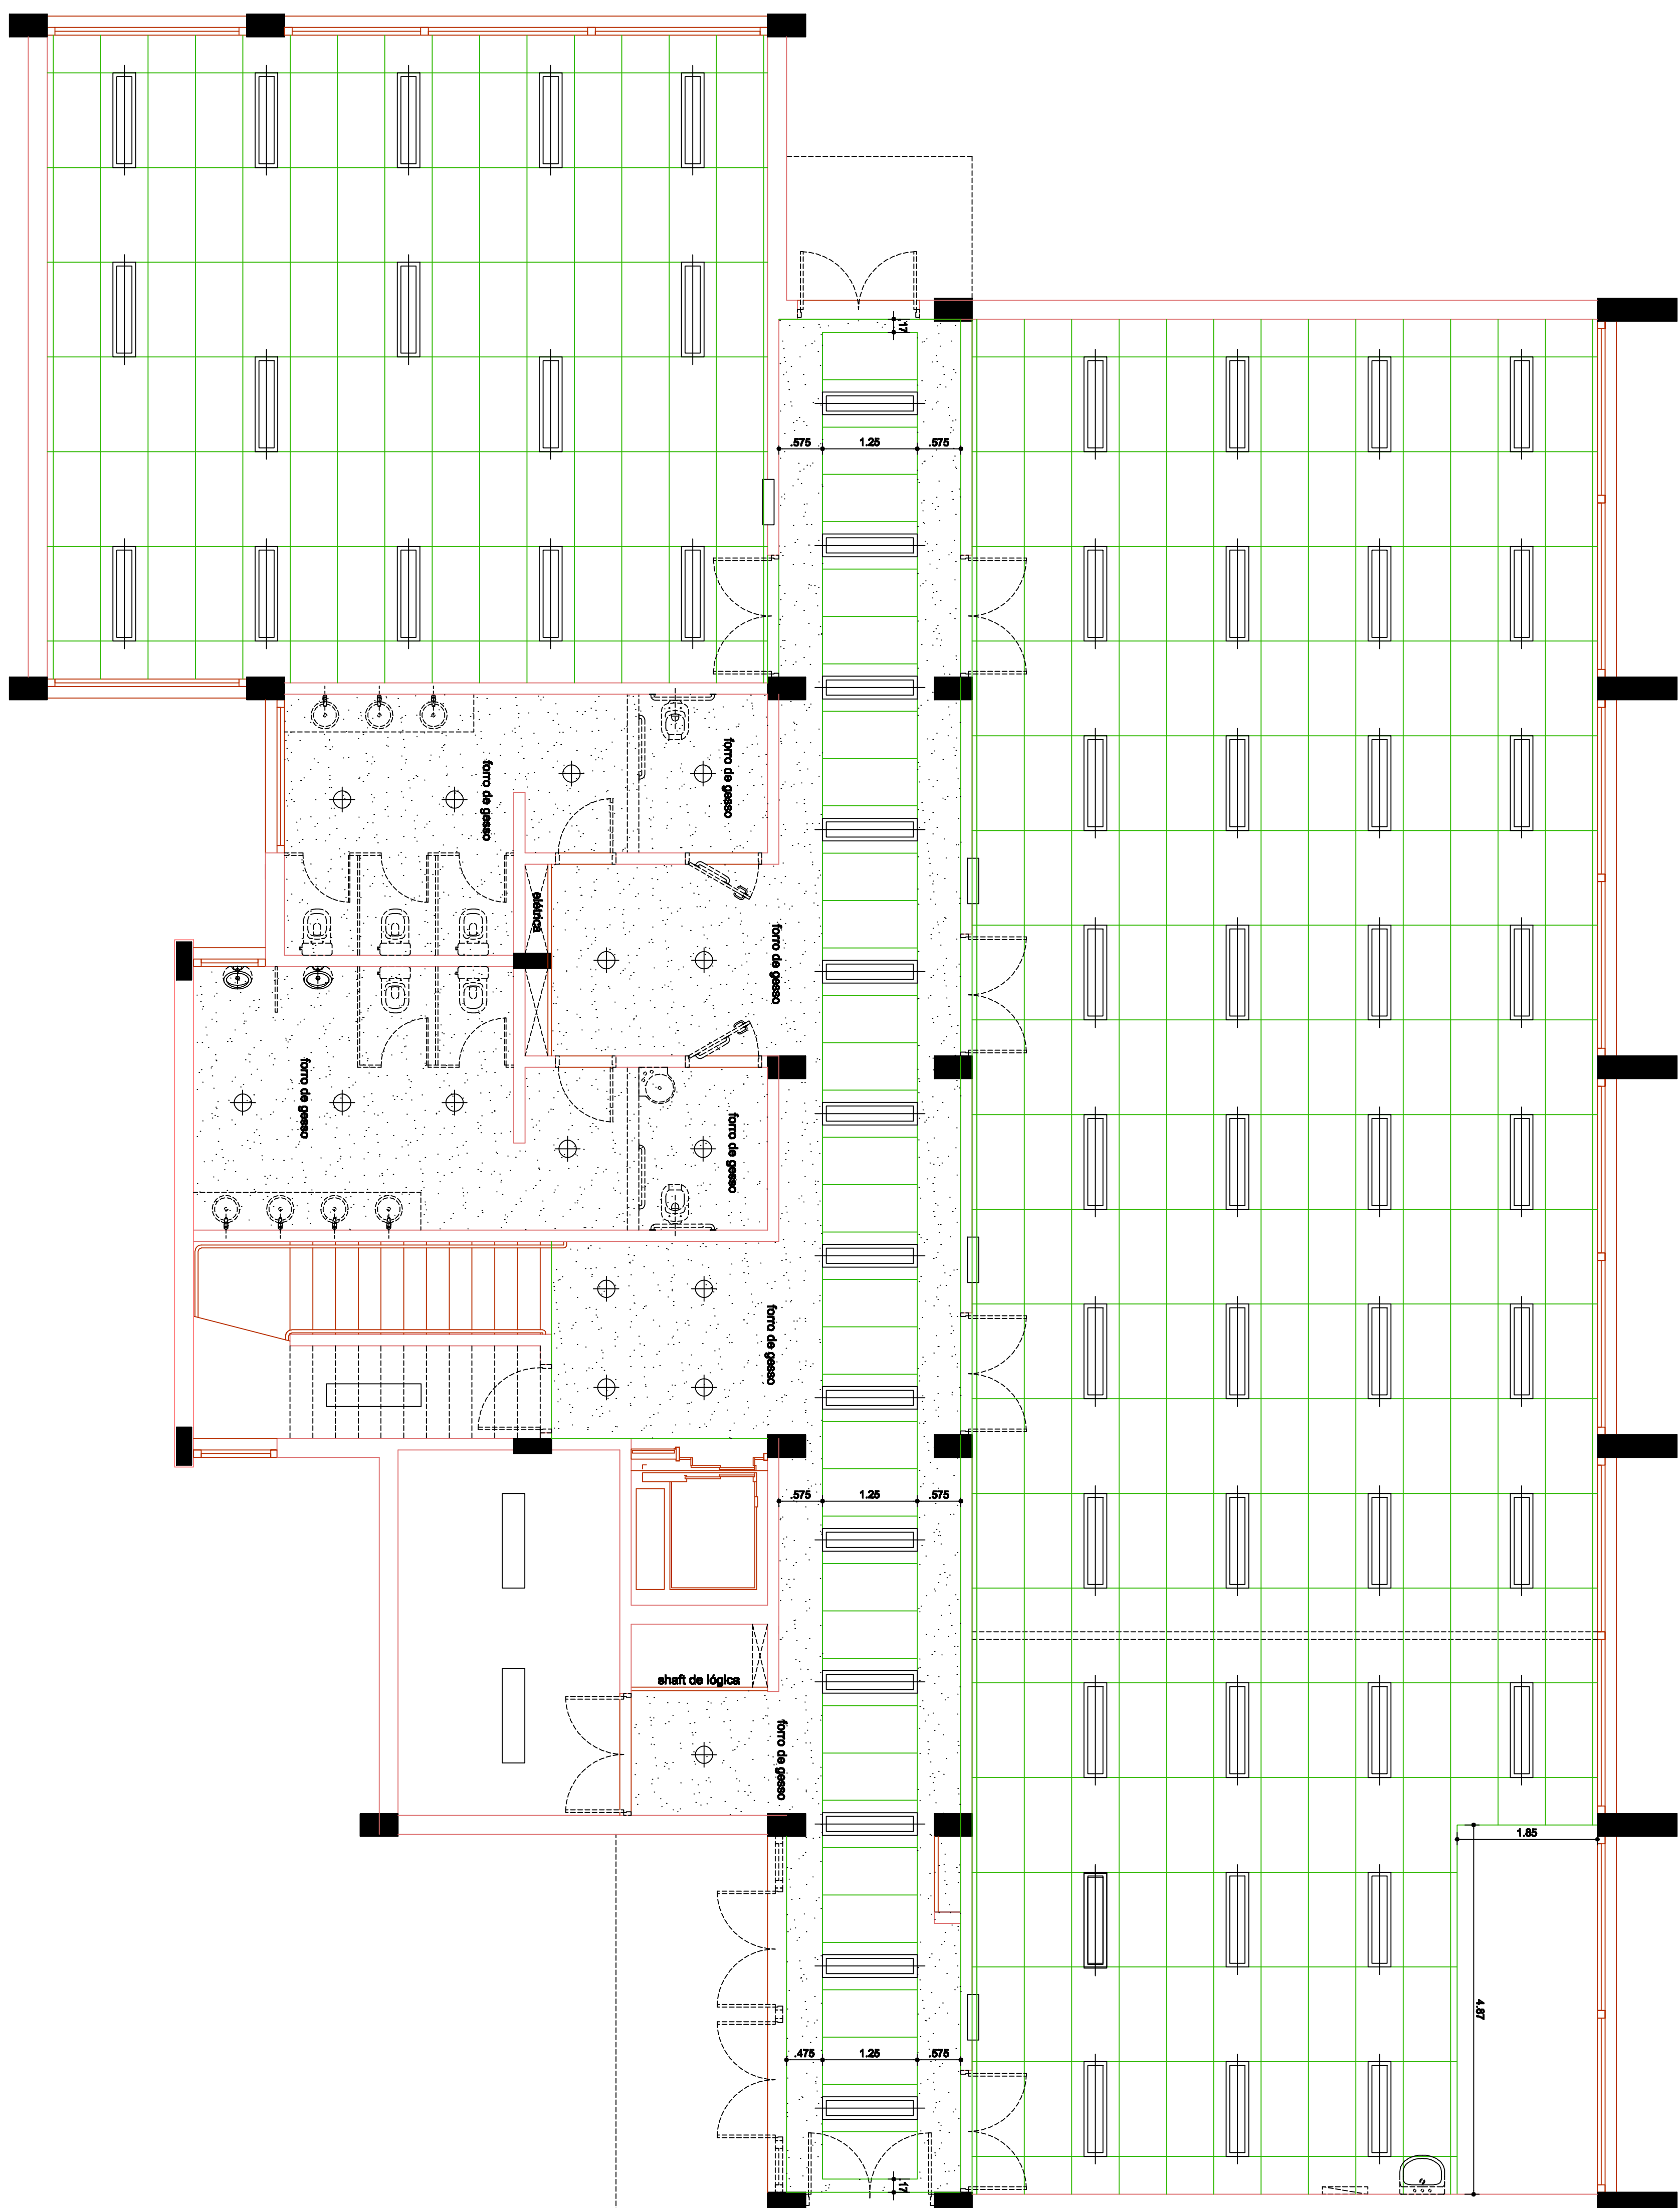 17
.575
1.25
.575
forro de gesso
forro de gesso
elétrica
forro de gesso
forro de gesso
forro de gesso
forro de gesso
.575
1.25
.575
shaft de lógica
forro de gesso
1.85
4.87
.475
1.25
.575
17